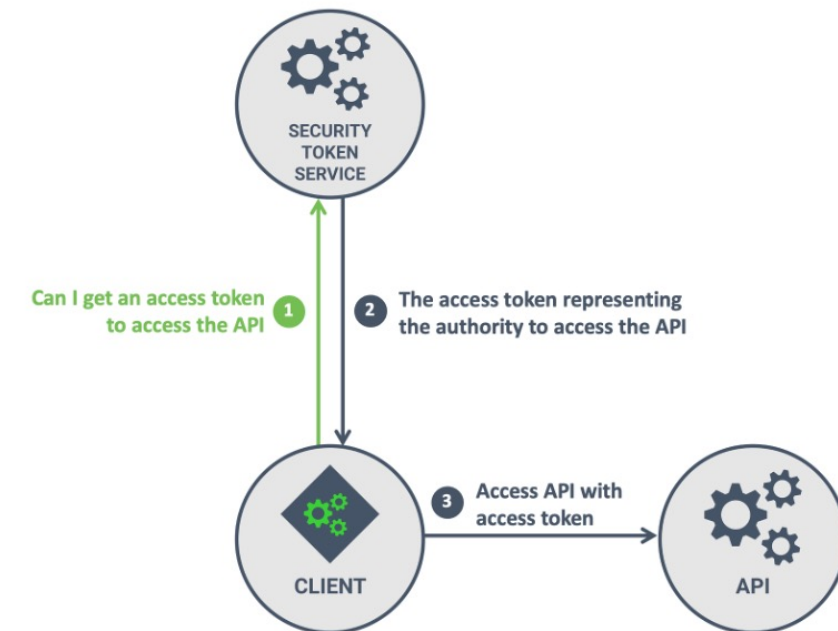 SECURITY
TOKEN
SERVICE
Can I get an access token
to access the API
1
2
The access token representing
the authority to access the API
3
Access API with
access token
CLIENT
API